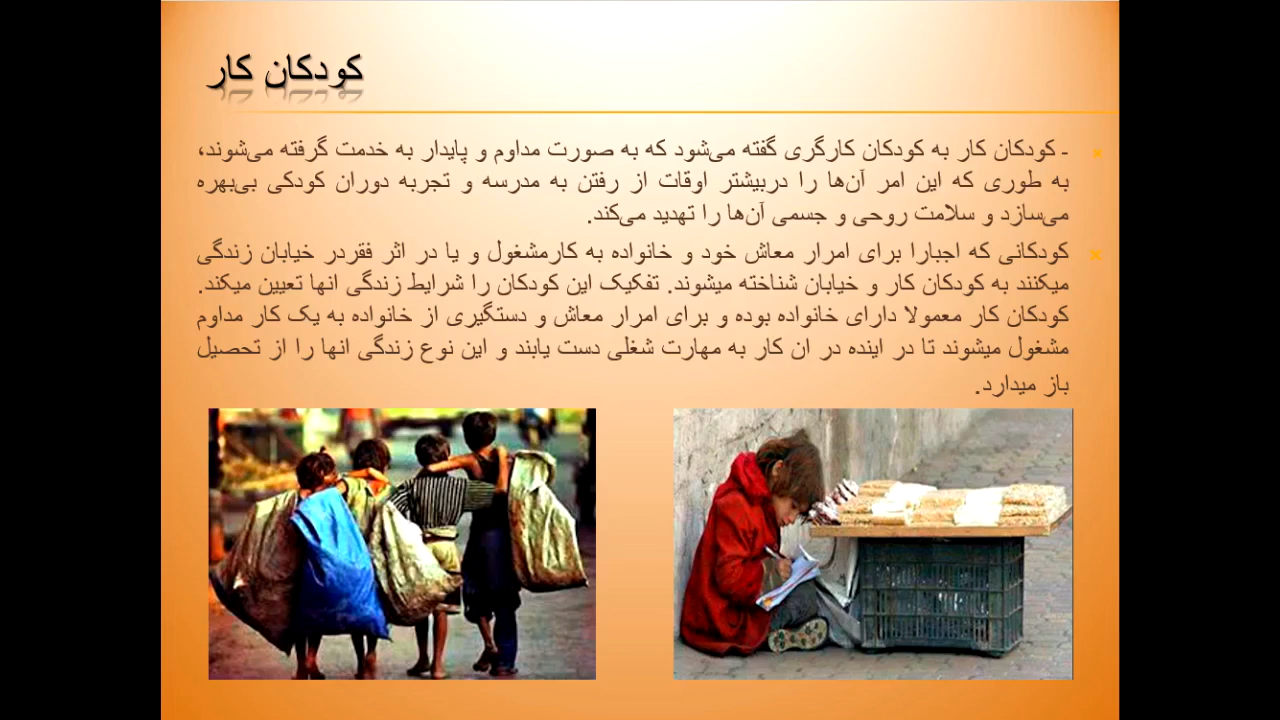 کودکان کار
- کودکان کار به کودکان کارگری گفته می‌شود که به صورت مداوم و پایدار به خدمت گرفته می‌شوند،
به طوری که این امر آن‌ها را دربیشتر اوقات از رفتن به مدرسه و تجربه دوران کودکی بی‌بهره
می‌سازد و سلامت روحی و جسمی آن‌ها را تهدید می‌کند.
کودکانی که اجبارا برای امرار معاش خود و خانواده به کارمشغول و یا در اثر فقردر خیابان زندگی
میکنند به کودکان کار و خیابان شناخته میشوند. تفکیک این کودکان را شرایط زندگی انها تعیین میکند.
کودکان کار معمولا دارای خانواده بوده و برای امرار معاش و دستگیری از خانواده به یک کار مداوم
مشغول میشوند تا در اینده در ان کار به مهارت شغلی دست یابند و این نوع زندگی انها را از تحصیل
باز میدارد.